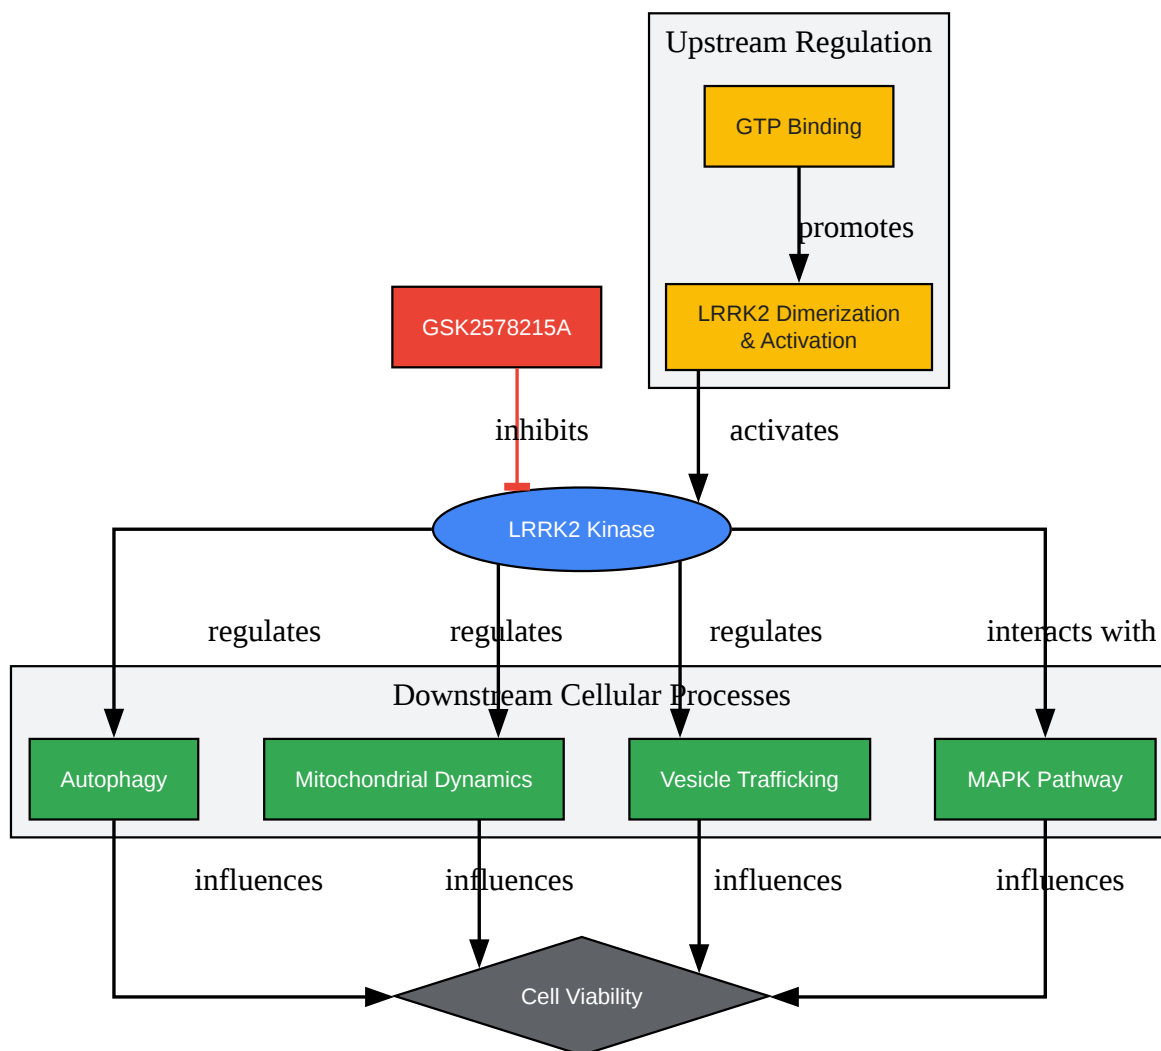 Upstream Regulation
GTP Binding
promotes
GSK2578215A
LRRK2 Dimerization
& Activation
inhibits
activates
LRRK2 Kinase
regulates
regulates
regulates
interacts with
Downstream Cellular Processes
Autophagy
Mitochondrial Dynamics
Vesicle Trafficking
MAPK Pathway
influences
influences
influences
influences
Cell Viability